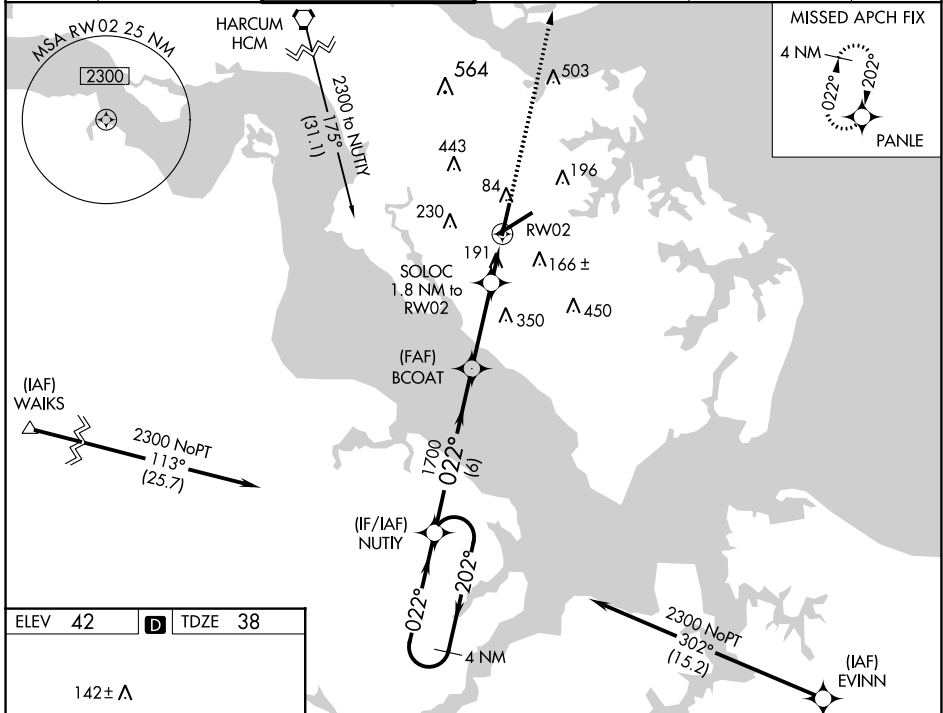 MSA RW02 25 NM
2300
HARCUM
HCM
2300 to NUTIY
175°
(31.1)
564
503
443
84
196
230
RW02
191
166 ±
SOLOC
1.8 NM to
RW02
350
450
(FAF)
BCOAT
MISSED APCH FIX
4 NM
022°
202°
PANLE
(IAF)
WAIKS
2300 NoPT
113°
(25.7)
1700
022°
(6)
(IF/IAF)
NUTIY
022°
202°
4 NM
2300 NoPT
302°
(15.2)
(IAF)
EVINN
ELEV 42 D TDZE 38
142±